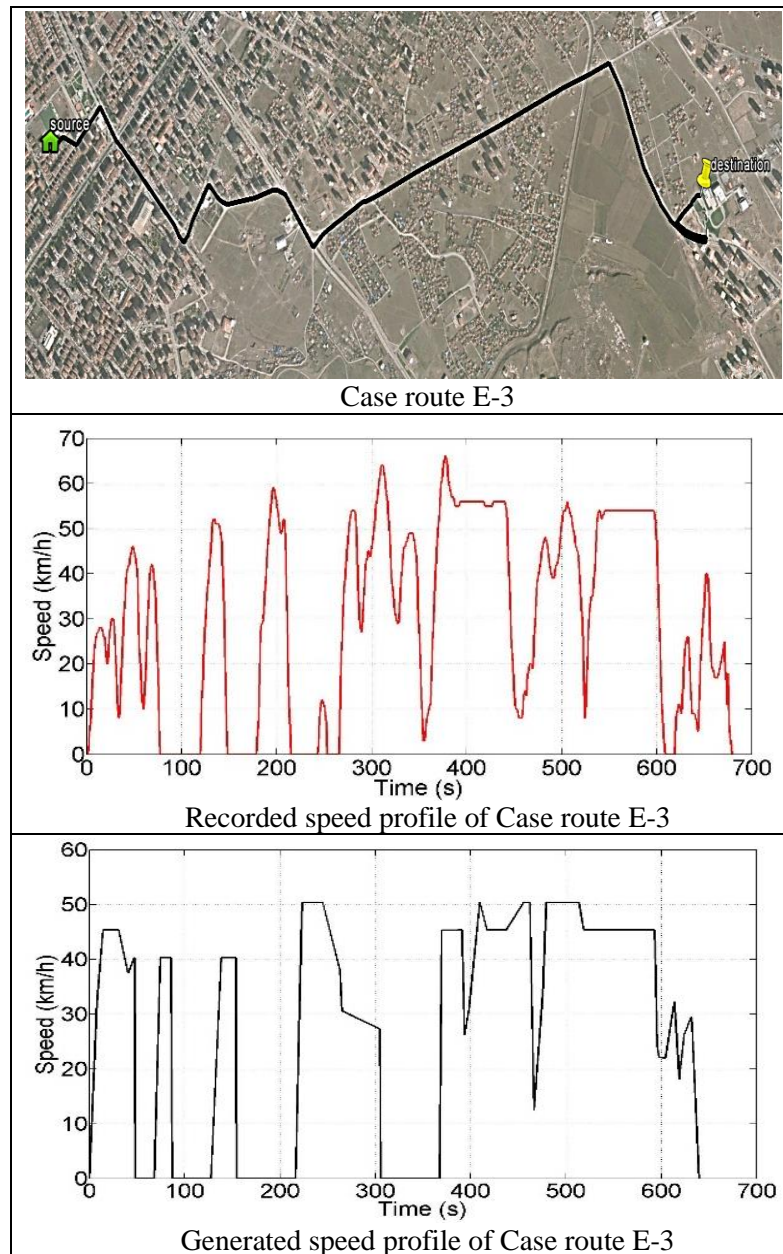 source
destination
Case route E-3
70
60
50
40
30
20
10
0
Speed (km/h)
0 100 200 300 400 500 600 700
Time (s)
Recorded speed profile of Case route E-3
60
50
40
30
20
10
0
Speed (km/h)
0 100 200 300 400 500 600 700
Time (s)
Generated speed profile of Case route E-3